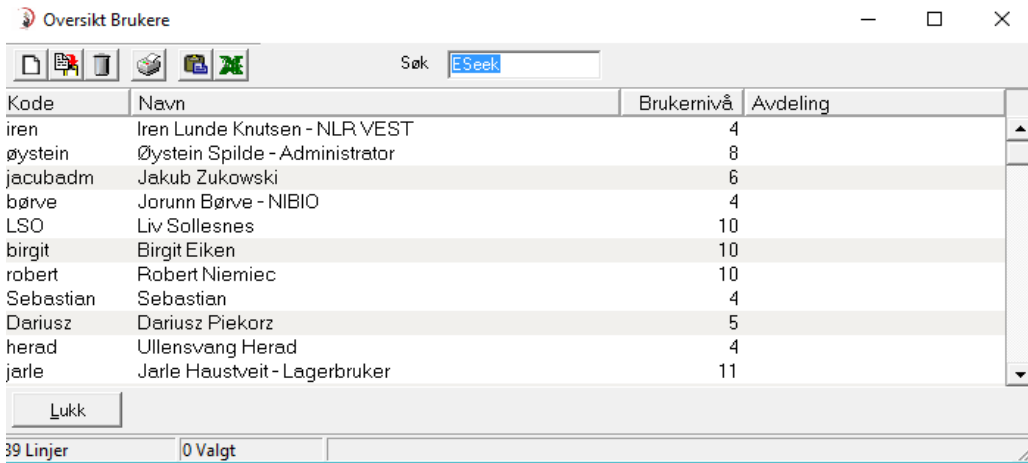 Oversikt Brukere
Søk ESeek
Kode Navn Brukernivå Avdeling
iren Iren Lunde Knutsen - NLR VEST 4
øystein Øystein Spilde - Administrator 8
jacubadm Jakub Zukowski 6
børve Jorunn Børve - NIBIO 4
LSO Liv Sollesnes 10
birgit Birgit Eiken 10
robert Robert Niemiec 10
Sebastian Sebastian 4
Dariusz Dariusz Piekorz 5
herad Ullensvang Herad 4
jarle Jarle Haustveit - Lagerbruker 11
Lukk
39 Linjer 0 Valgt